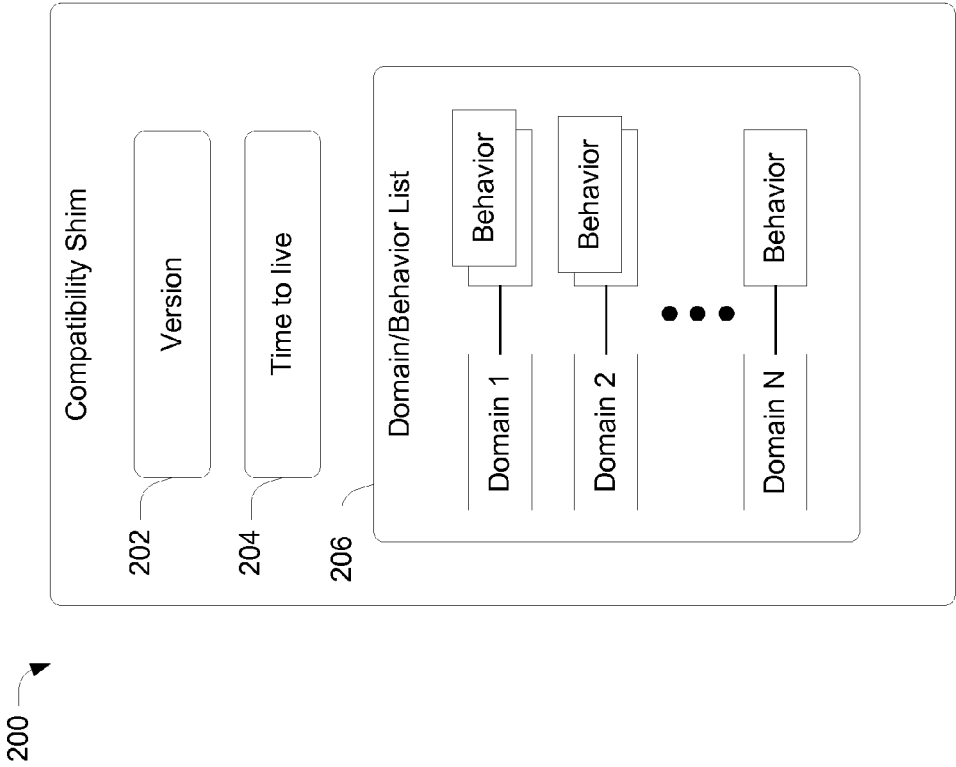 200
Compatibility Shim
202
Version
204
Time to live
206
Domain/Behavior List
Domain 1
Behavior
Domain 2
Behavior
Domain N
Behavior